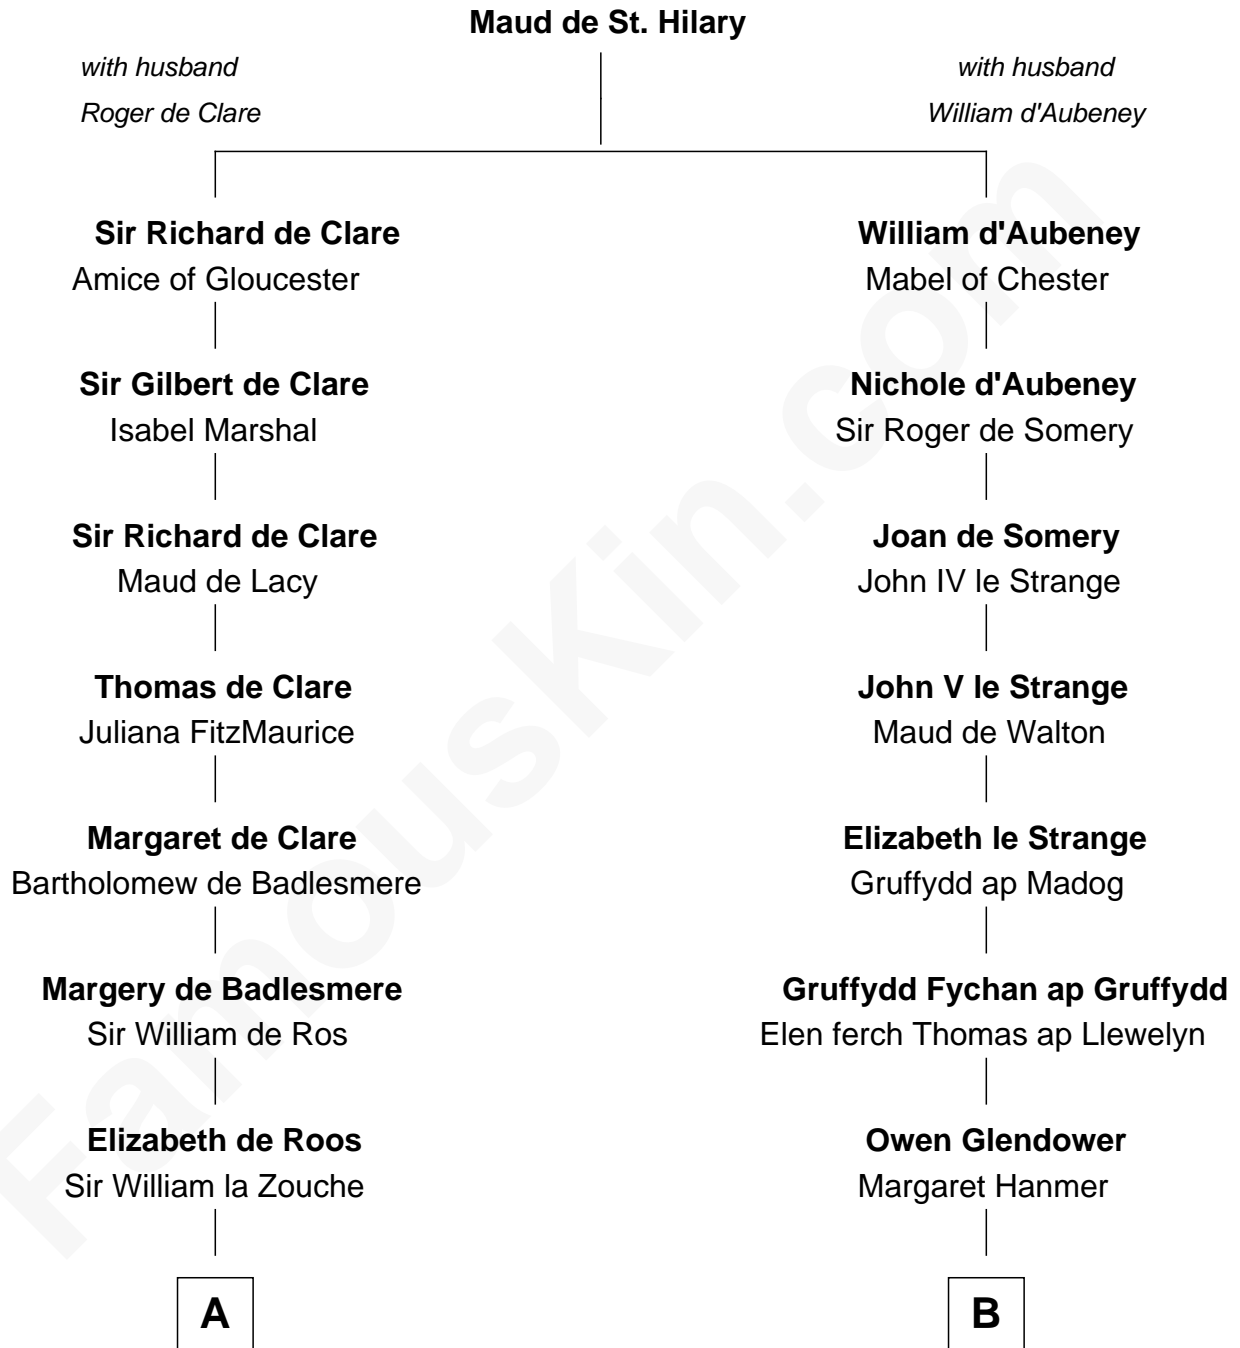 Maud de St. Hilary
with husband
Roger de Clare
with husband
William d'Aubeney
Sir Richard de Clare
Amice of Gloucester
Sir Gilbert de Clare
Isabel Marshal
Sir Richard de Clare
Maud de Lacy
Thomas de Clare
Juliana FitzMaurice
Margaret de Clare
Bartholomew de Badlesmere
Margery de Badlesmere
Sir William de Ros
Elizabeth de Roos
Sir William la Zouche
A
William d'Aubeney
Mabel of Chester
Nichole d'Aubeney
Sir Roger de Somery
Joan de Somery
John IV le Strange
John V le Strange
Maud de Walton
Elizabeth le Strange
Gruffydd ap Madog
Gruffydd Fychan ap Gruffydd
Elen ferch Thomas ap Llewelyn
Owen Glendower
Margaret Hanmer
B
FamousKin.com